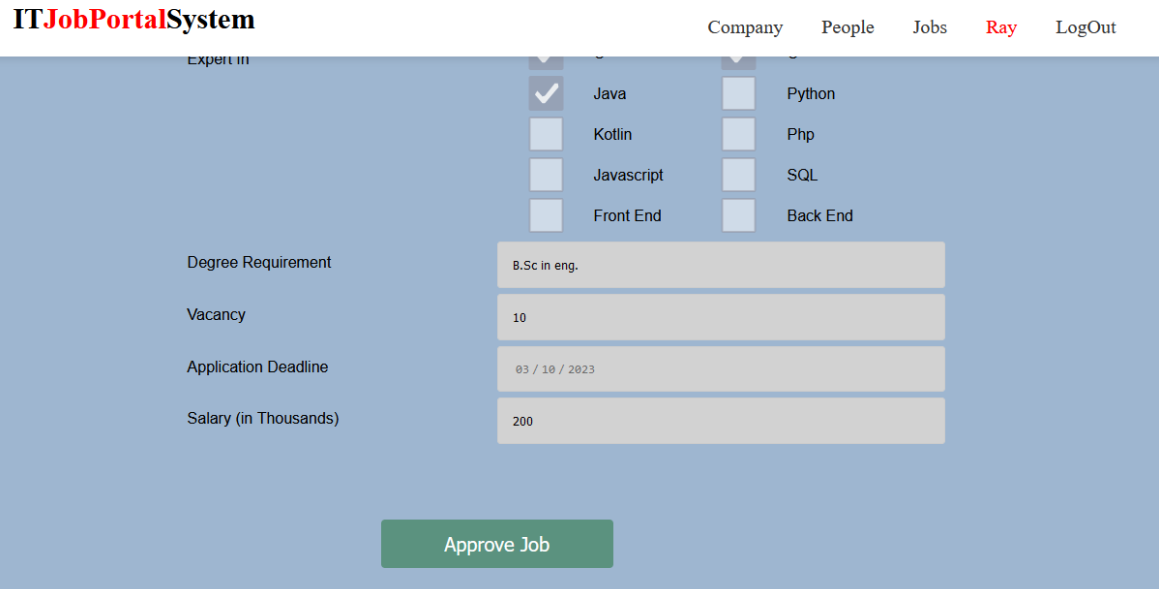 ITJobPortalSystem
Company People Jobs Ray LogOut
Expert in
Java Python
Kotlin Php
Javascript SQL
Front End Back End
Degree Requirement B.Sc in eng.
Vacancy 10
Application Deadline 03 / 10 / 2023
Salary (in Thousands) 200
Approve Job